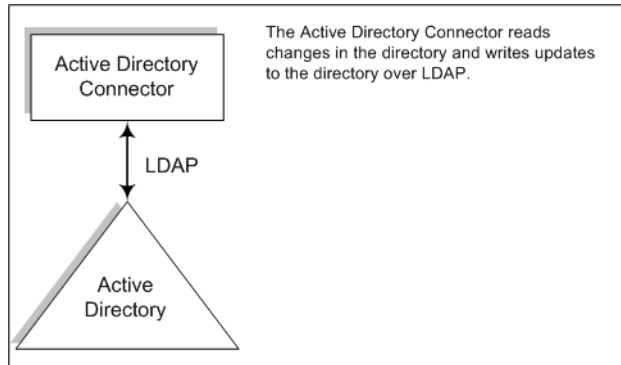 Active Directory
Connector
The Active Directory Connector reads
changes in the directory and writes updates
to the directory over LDAP.
LDAP
Active
Directory